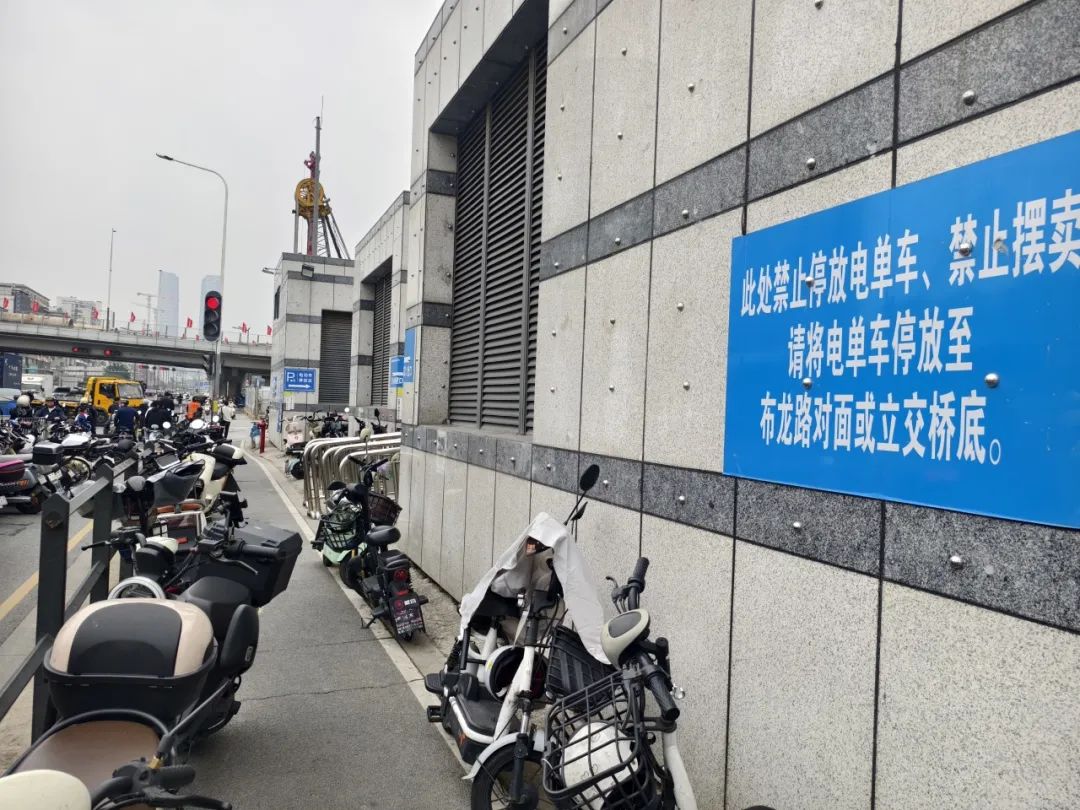 此处禁止停放电单车、禁止摆卖
请将电单车停放至
布龙路对面或立交桥底。
P